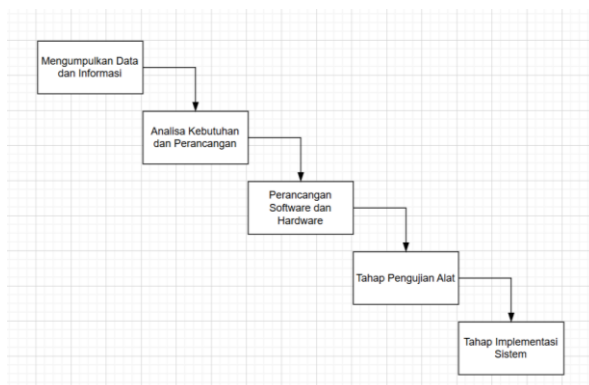 Mengumpulkan Data
dan Informasi
Analisa Kebutuhan
dan Perancangan
Perancangan
Software dan
Hardware
Tahap Pengujian Alat
Tahap Implementasi
Sistem